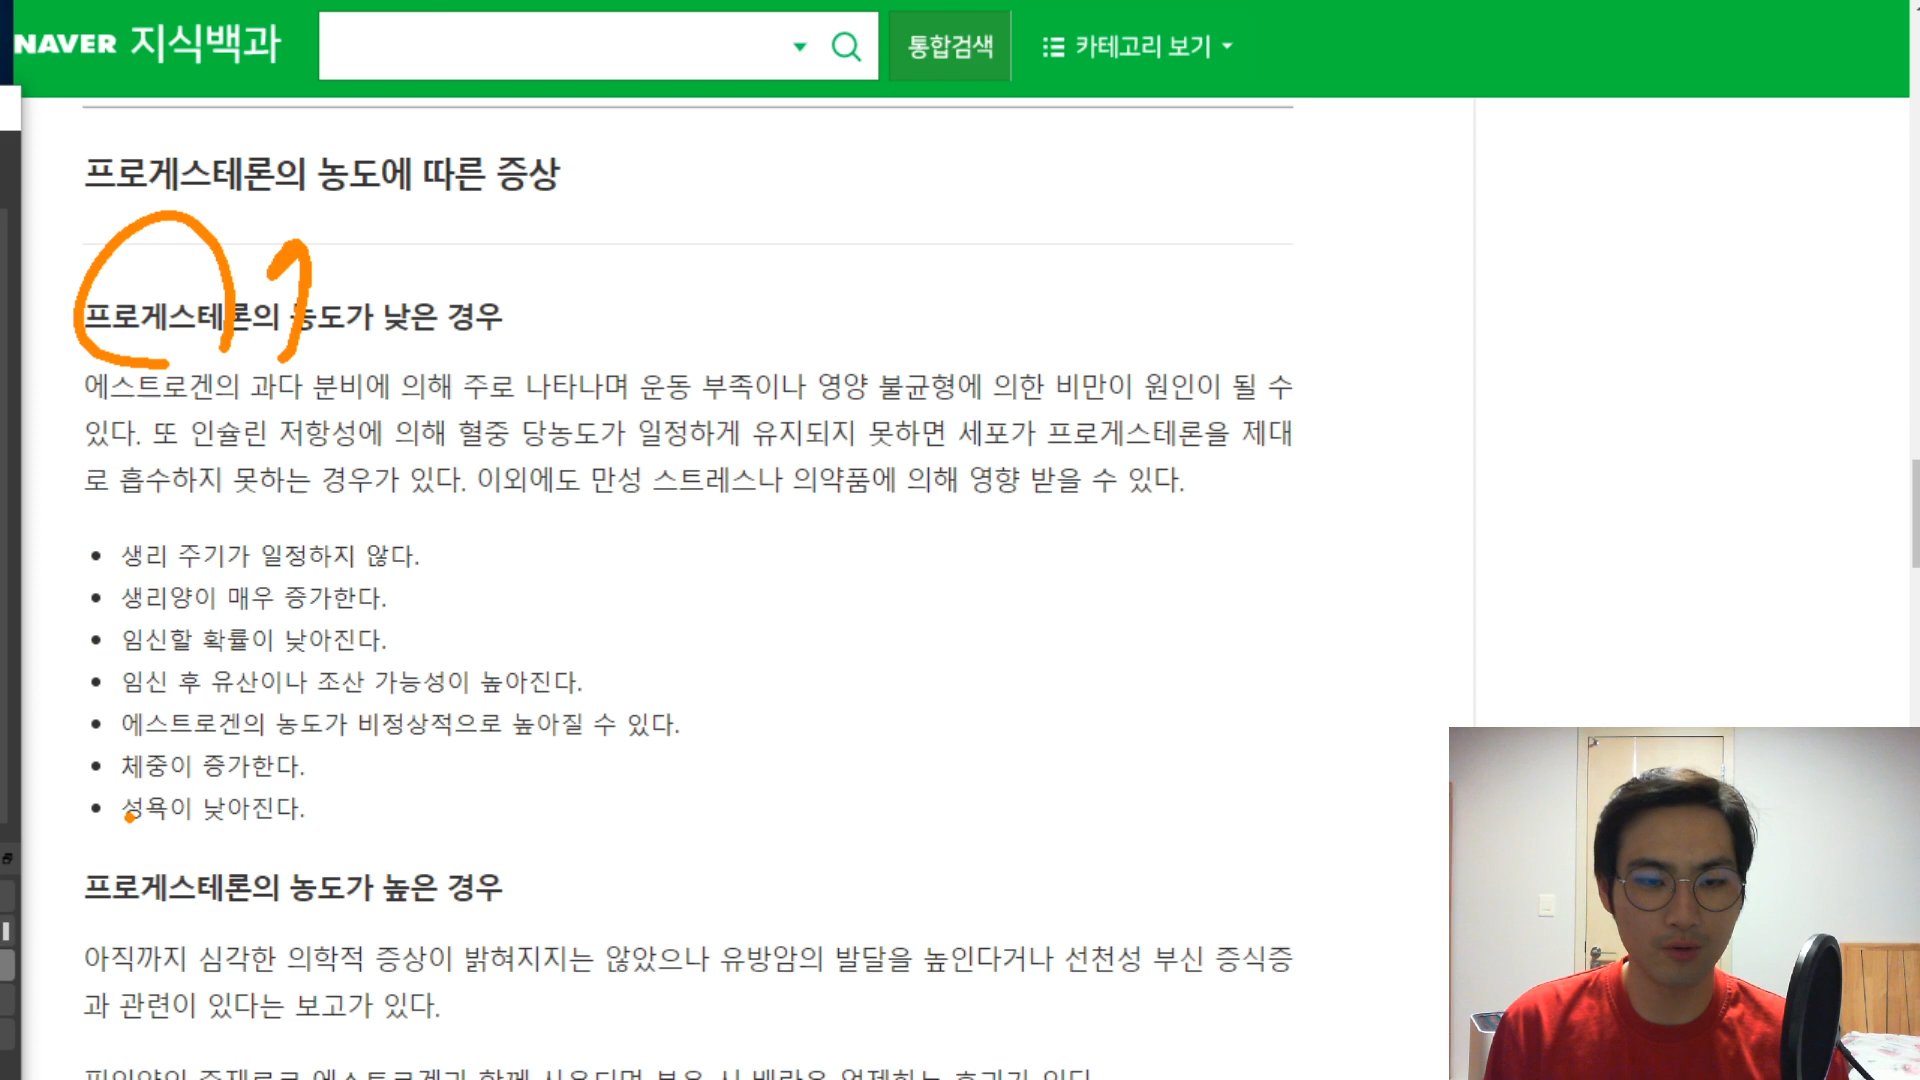 NAVER 지식백과
통합검색
카테고리 보기
프로게스테론의 농도에 따른 증상
프로게스테론의 농도가 낮은 경우
에스트로겐의 과다 분비에 의해 주로 나타나며 운동 부족이나 영양 불균형에 의한 비만이 원인이 될 수
있다. 또 인슐린 저항성에 의해 혈중 당농도가 일정하게 유지되지 못하면 세포가 프로게스테론을 제대
로 흡수하지 못하는 경우가 있다. 이외에도 만성 스트레스나 의약품에 의해 영향 받을 수 있다.
생리 주기가 일정하지 않다.
생리양이 매우 증가한다.
임신할 확률이 낮아진다.
임신 후 유산이나 조산 가능성이 높아진다.
에스트로겐의 농도가 비정상적으로 높아질 수 있다.
체중이 증가한다.
성욕이 낮아진다.
프로게스테론의 농도가 높은 경우
아직까지 심각한 의학적 증상이 밝혀지지는 않았으나 유방암의 발달을 높인다거나 선천성 부신 증식증
과 관련이 있다는 보고가 있다.